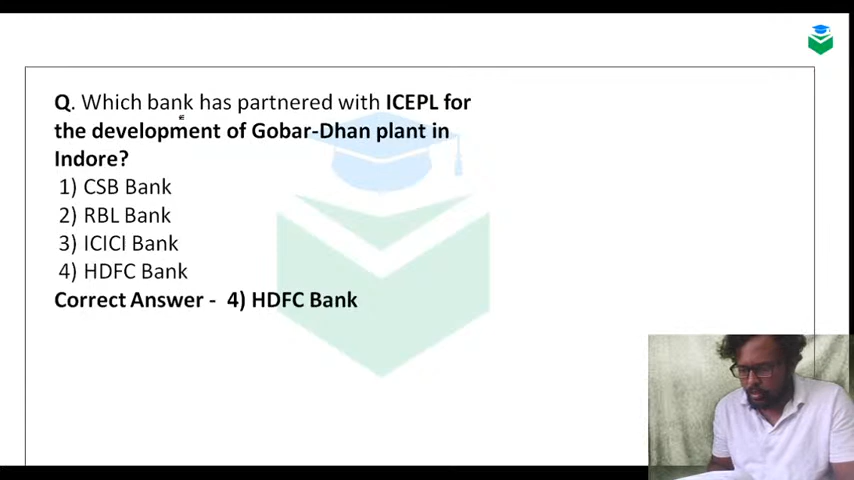 Q. Which bank has partnered with ICEPL for
the development of Gobar-Dhan plant in
Indore?
1) CSB Bank
2) RBL Bank
3) ICICI Bank
4) HDFC Bank
Correct Answer - 4) HDFC Bank